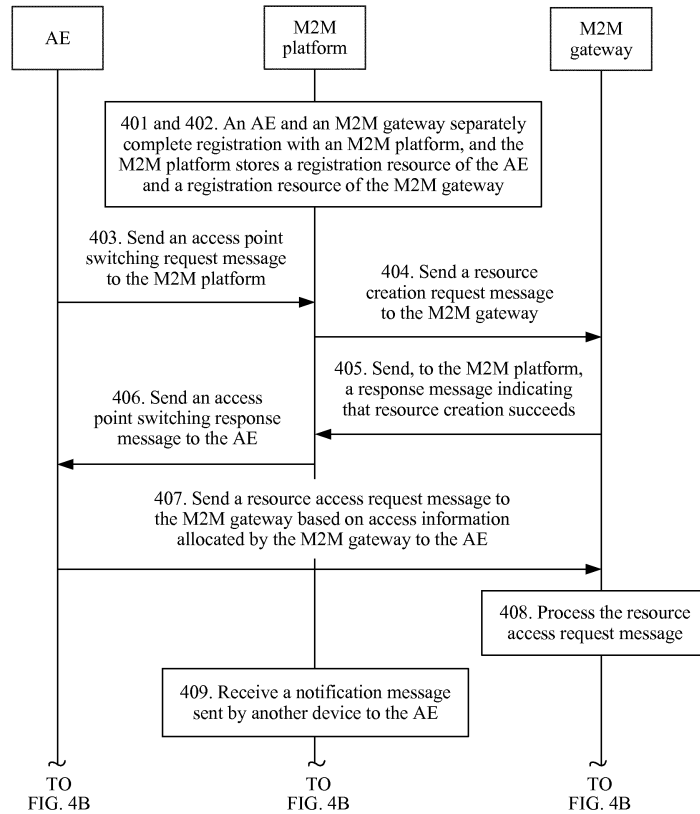 AE
M2M
platform
M2M
gateway
401 and 402. An AE and an M2M gateway separately
complete registration with an M2M platform, and the
M2M platform stores a registration resource of the AE
and a registration resource of the M2M gateway
403. Send an access point
switching request message
to the M2M platform
404. Send a resource
creation request message
to the M2M gateway
405. Send, to the M2M platform,
a response message indicating
that resource creation succeeds
406. Send an access
point switching response
message to the AE
407. Send a resource access request message to
the M2M gateway based on access information
allocated by the M2M gateway to the AE
408. Process the resource
access request message
409. Receive a notification message
sent by another device to the AE
TO
FIG. 4B
TO
FIG. 4B
TO
FIG. 4B